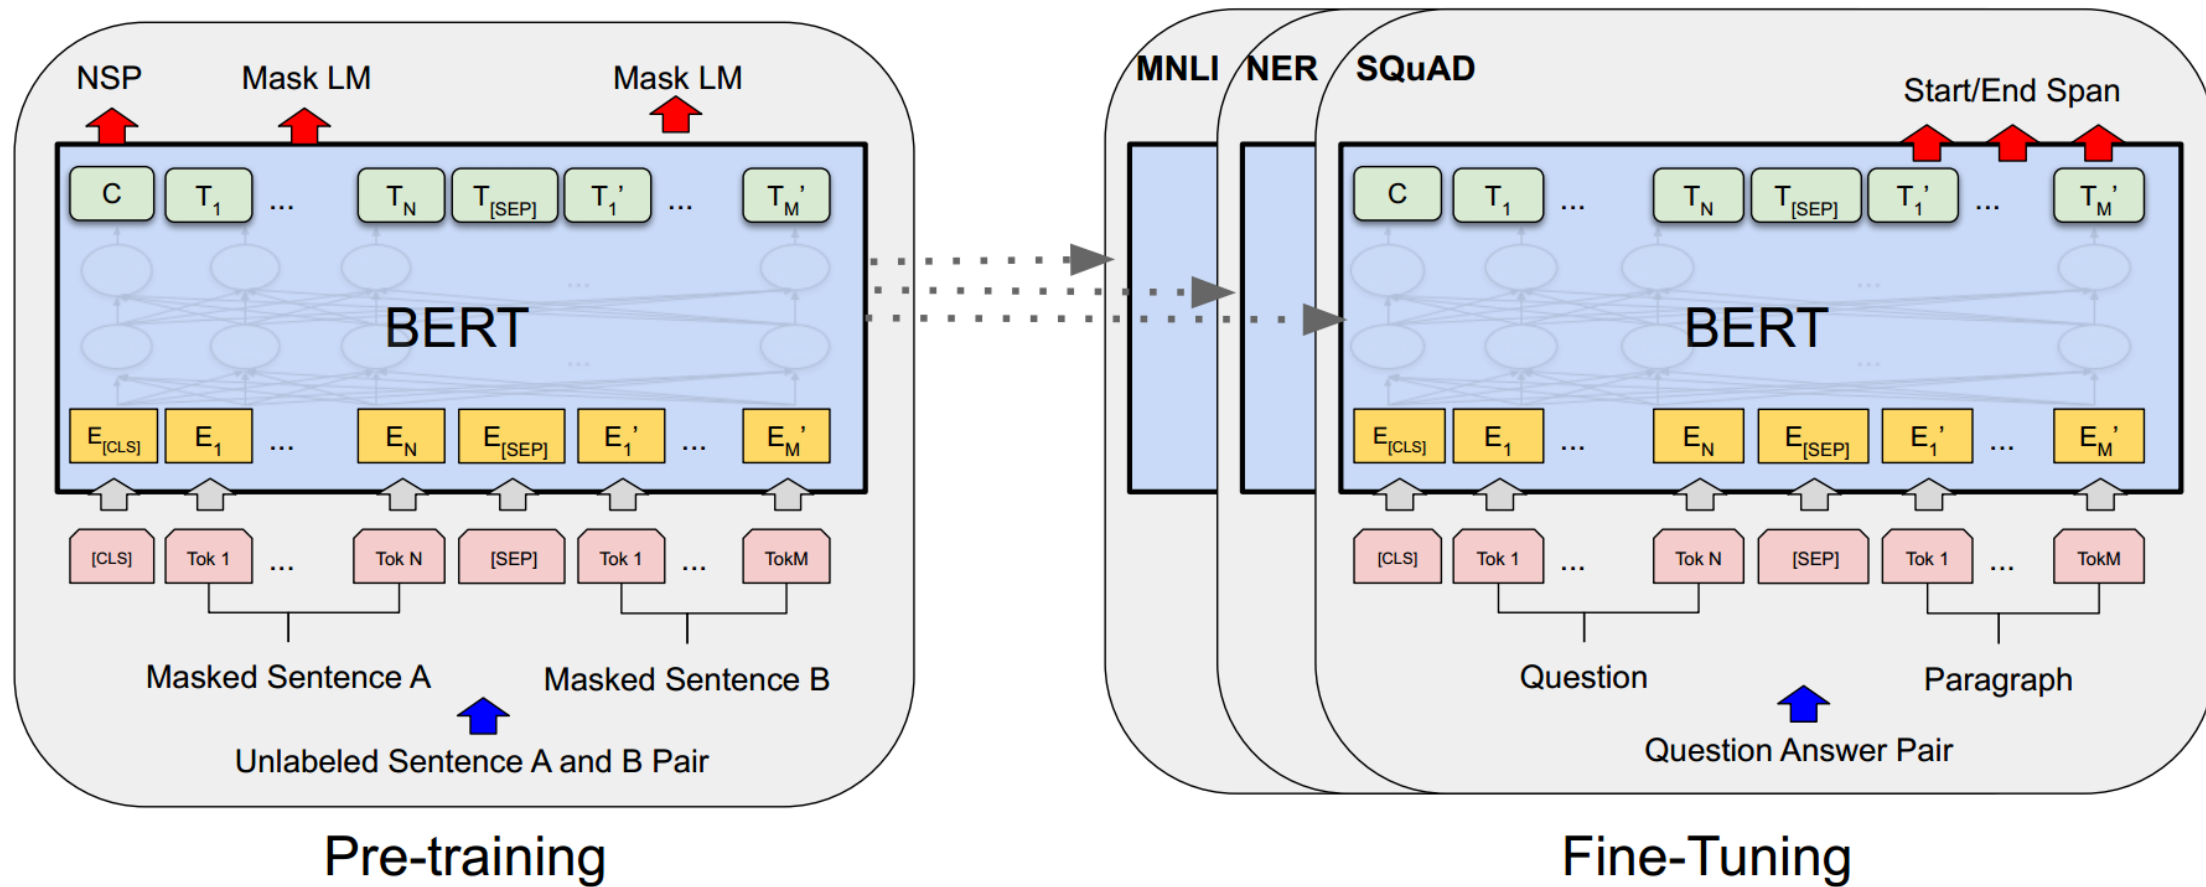 NSP Mask LM Mask LM
C T1 ... TN T[SEP] T1’ ... TM’
...
BERT
...
E[CLS] E1 ... EN E[SEP] E1’ ... EM’
[CLS] Tok 1 ... Tok N [SEP] Tok 1 ... TokM
Masked Sentence A Masked Sentence B
Unlabeled Sentence A and B Pair
Pre-training
MNLI NER SQuAD
Start/End Span
C T1 ... TN T[SEP] T1’ ... TM’
...
BERT
...
E[CLS] E1 ... EN E[SEP] E1’ ... EM’
[CLS] Tok 1 ... Tok N [SEP] Tok 1 ... TokM
Question Paragraph
Question Answer Pair
Fine-Tuning